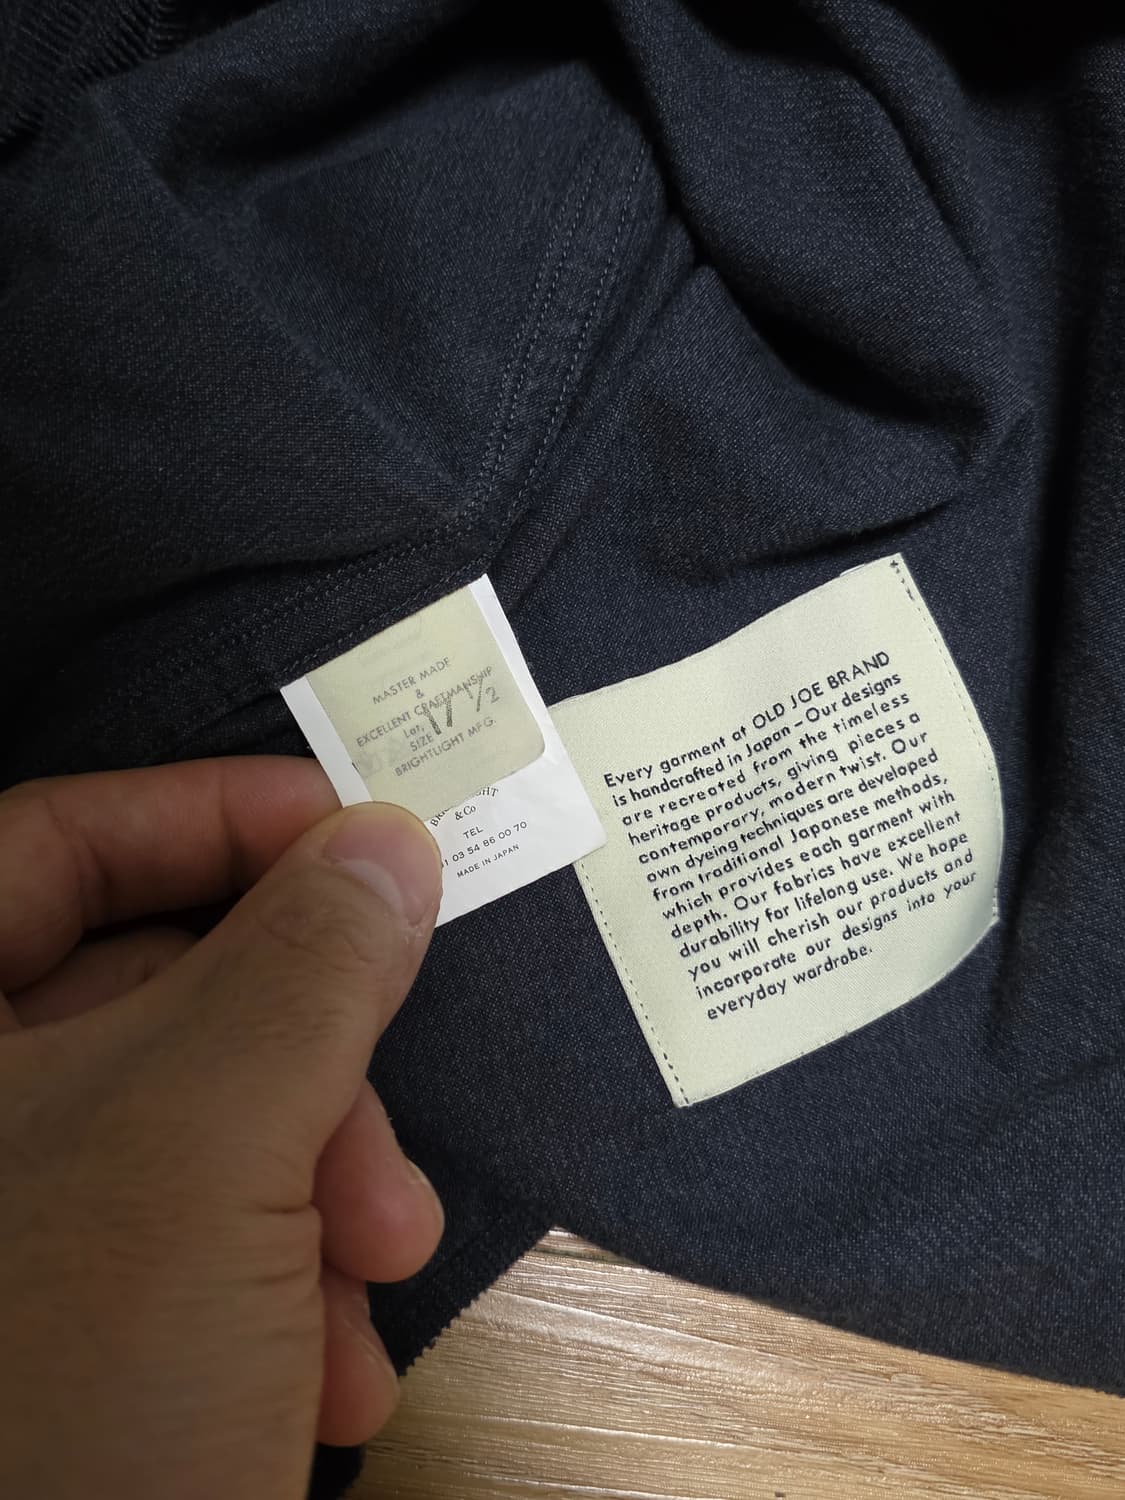 MASTER MADE
&
EXCELLENT CRAFTMANSHIP
Lot,
SIZE 17 1/2
BRIGHTLIGHT MFG.
& Co
TEL
03 54 86 00 70
MADE IN JAPAN
Every garment of OLD JOE BRAND
is handcrafted in Japan – Our designs
are recreated from the timeless
heritage products, giving pieces a
contemporary, modern twist. Our
own dyeing techniques are developed
from traditional Japanese methods,
which provides each garment with
depth. Our fabrics have excellent
durability for lifelong use. We hope
you will cherish our products and
incorporate our designs into your
everyday wardrobe.